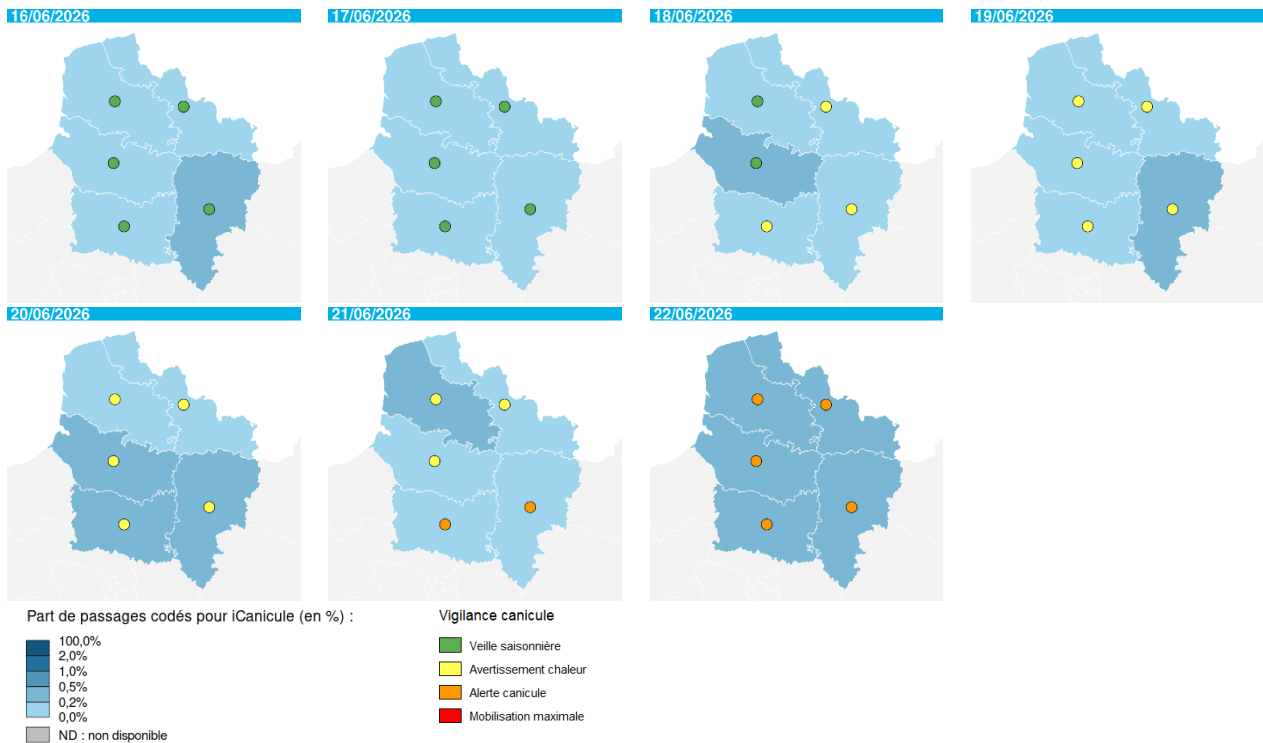 16/06/2026
17/06/2026
18/06/2026
19/06/2026
20/06/2026
21/06/2026
22/06/2026
Part de passages codés pour iCanicule (en %) :
100,0%
2,0%
1,0%
0,5%
0,2%
0,0%
ND : non disponible
Vigilance canicule
Veille saisonnière
Avertissement chaleur
Alerte canicule
Mobilisation maximale